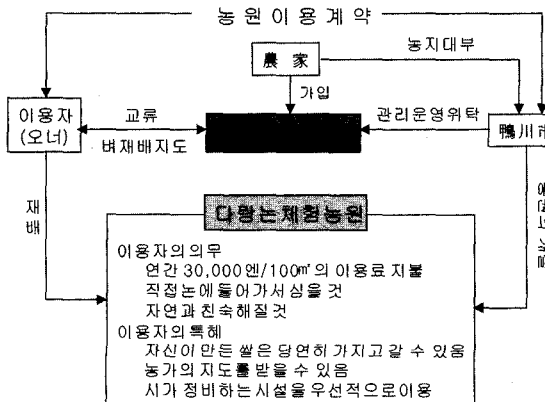 농원이용계약
農家
농지대부
가입
이용자
(오너)
교류
벼재배지도
관리운영위탁
鴨川市
재
배
다랑논체험농원
이용자의의무
연간 30,000엔/100㎡의 이용료 지불
직접논에들어가서심을 것
자연과 친숙해질것
이용자의특혜
자신이 만든 쌀은 당연히 가지고갈 수 있음
농가의 지도를 받을 수 있음
시가 정비하는시설을 우선적으로이용